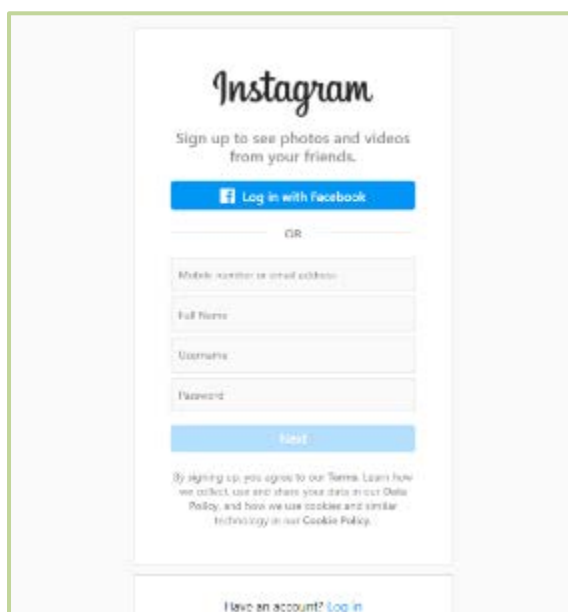 Instagram
Sign up to see photos and videos
from your friends.
Log in with Facebook
OR
Mobile number or email address
Full Name
Username
Password
Next
By signing up, you agree to our Terms. Learn how
we collect, use and share your data in our Data
Policy, and how we use cookies and similar
technology in our Cookie Policy.
Have an account? Log in